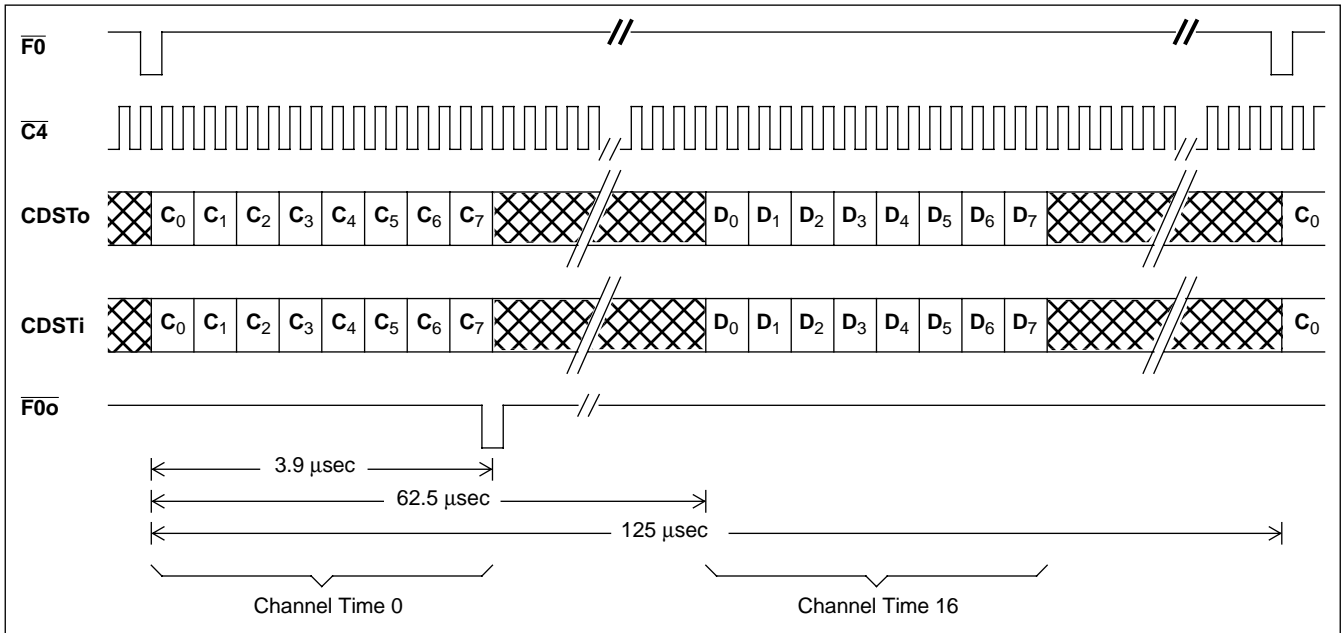 F0
C4
CDSTo C0 C1 C2 C3 C4 C5 C6 C7 D0 D1 D2 D3 D4 D5 D6 D7 C0
CDSTi C0 C1 C2 C3 C4 C5 C6 C7 D0 D1 D2 D3 D4 D5 D6 D7 C0
F0o
3.9 μsec
62.5 μsec
125 μsec
Channel Time 0 Channel Time 16